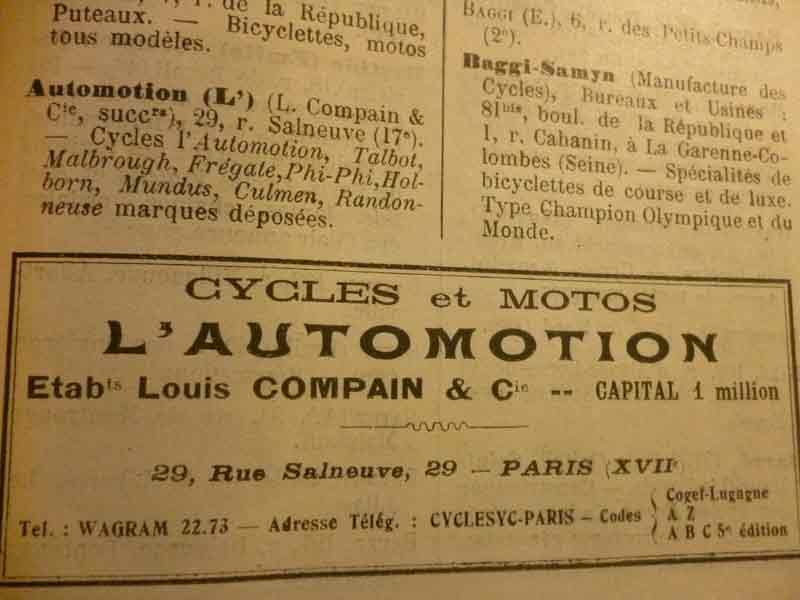 de la République,
Puteaux. — Bicyclettes, motos
tous modèles.
Automotion (L') (L. Compain &
Cie, succrs), 29, r. Salneuve (17e).
— Cycles l'Automotion, Talbot,
Malbrough, Frégate, Phi-Phi, Hol-
born, Mundus, Culmen, Randon-
neuse marques déposées.
BAGGI (E.), 6, r. des Petits-Champs
(2e).
Baggi-Samyn (Manufacture des
Cycles), Bureaux et Usines :
81bis, boul. de la République et
1, r. Cahanin, à La Garenne-Co-
lombes (Seine). — Spécialités de
bicyclettes de course et de luxe.
Type Champion Olympique et du
Monde.
CYCLES et MOTOS
L'AUTOMOTION
Etabts Louis COMPAIN & Cie -- CAPITAL 1 million
29, Rue Salneuve, 29 — PARIS (XVIIe
Tel. : WAGRAM 22.73 — Adresse Télég. : CYCLESYC-PARIS — Codes
Cogef-Lugagne
A Z
A B C 5e édition